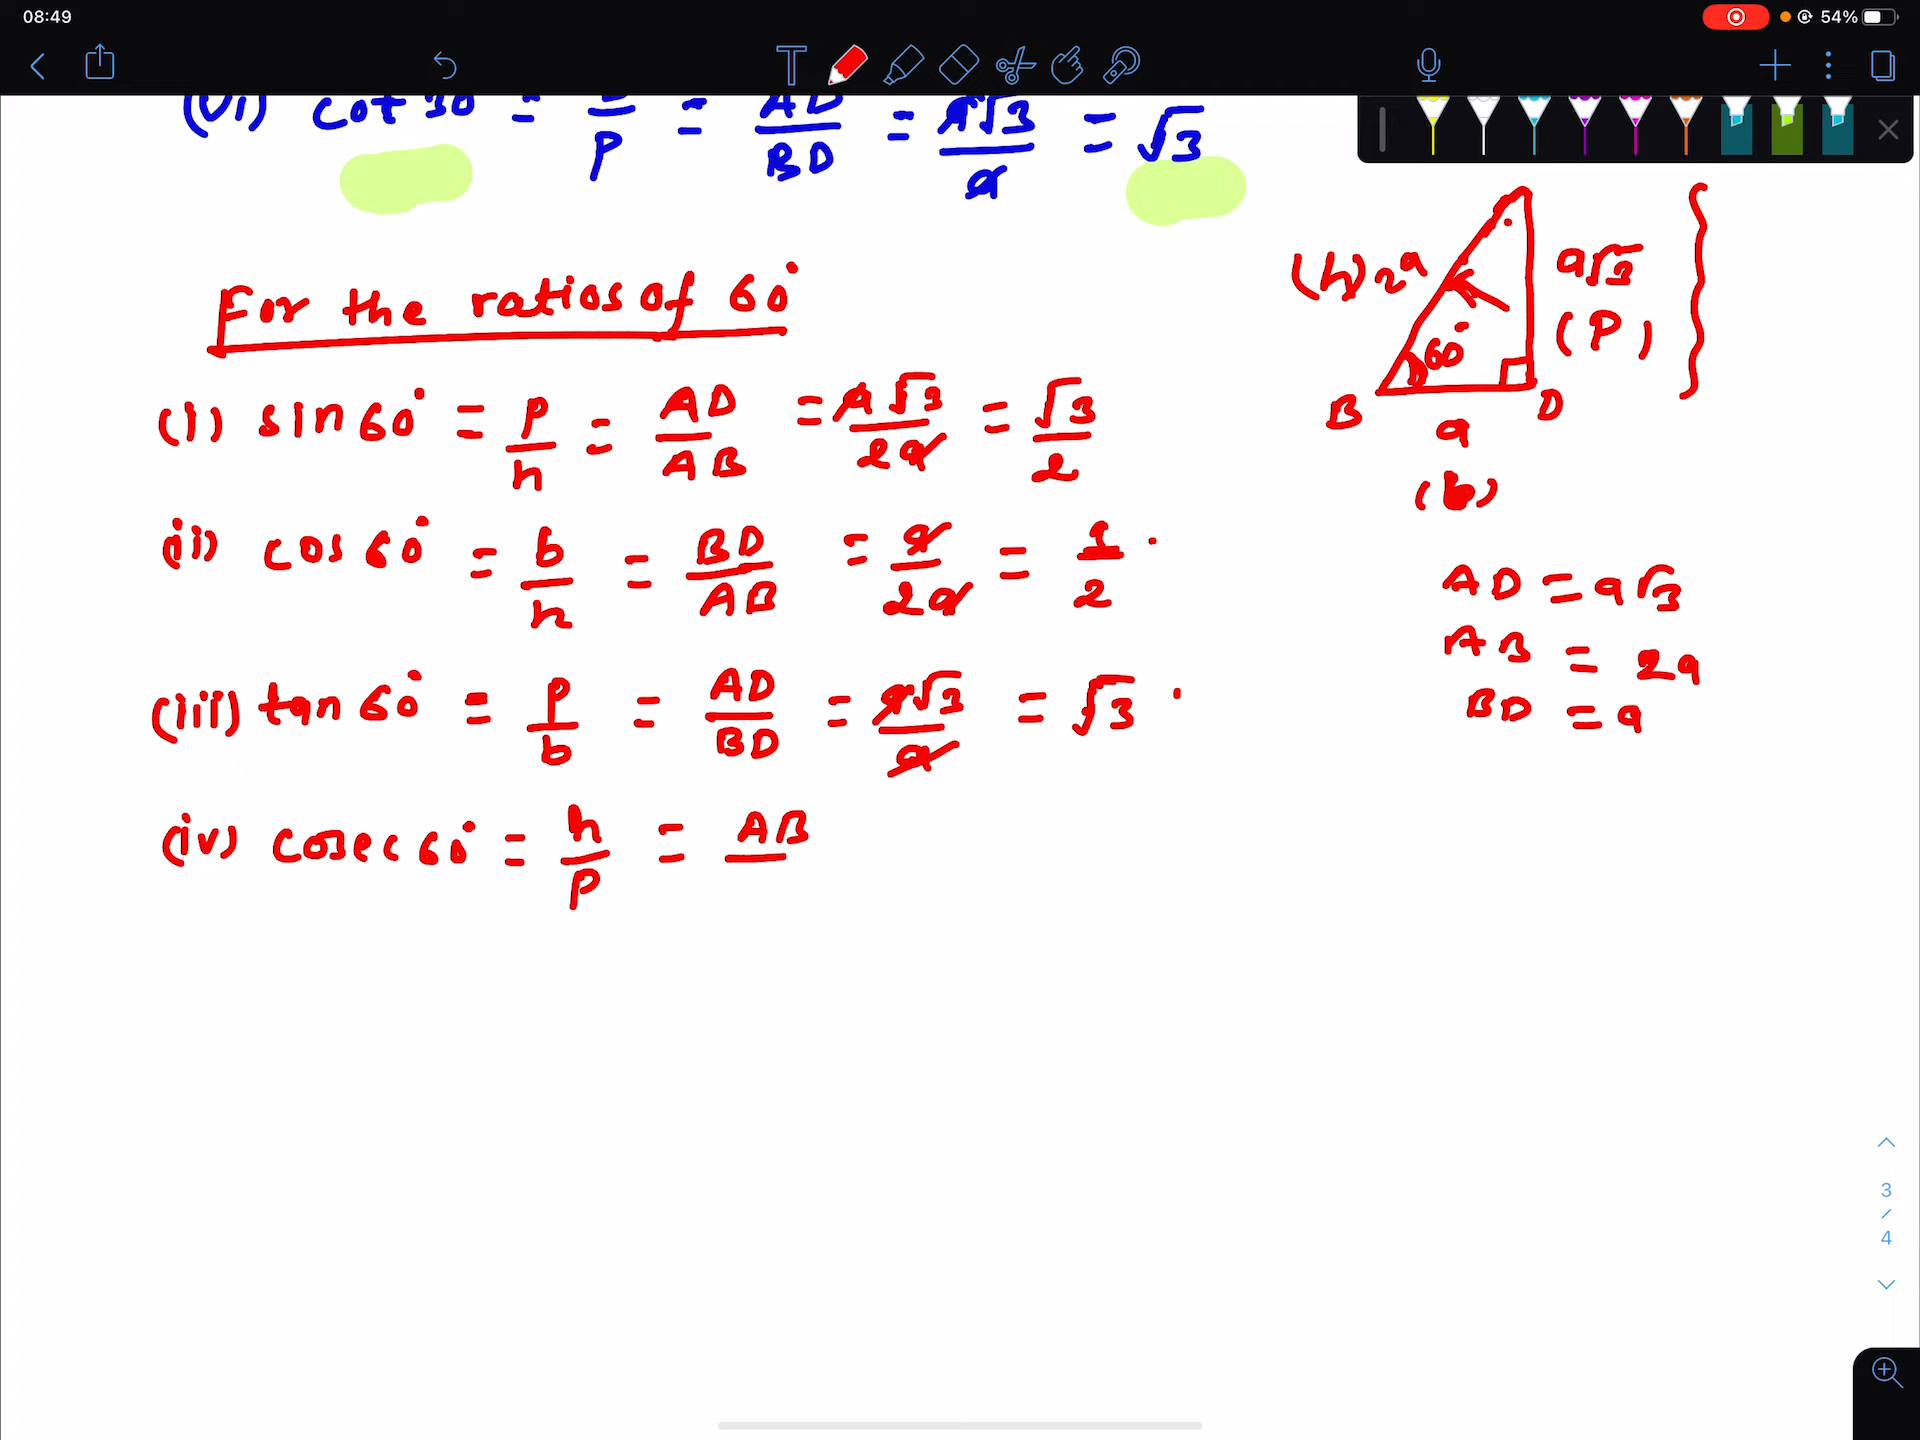 08:49
54%
(vi) cot 30 = /P = AD/BD = a√3/a = √3
For the ratios of 60°
(i) sin 60° = P/h = AD/AB = a√3/2a = √3/2
(ii) cos 60° = b/h = BD/AB = a/2a = 1/2 .
(iii) tan 60° = P/b = AD/BD = a√3/a = √3 .
(iv) cosec 60° = h/P = AB
(h) 2a
a√3
(P)
60°
B
D
a
(b)
AD = a√3
AB = 2a
BD = a
3
/
4